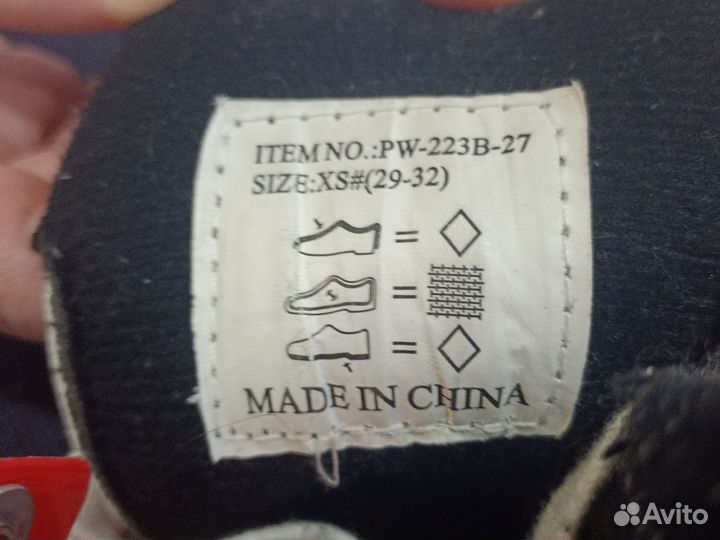 ITEM NO.:PW-223B-27
SIZE:XS#(29-32)
=
=
=
MADE IN CHINA
Avito